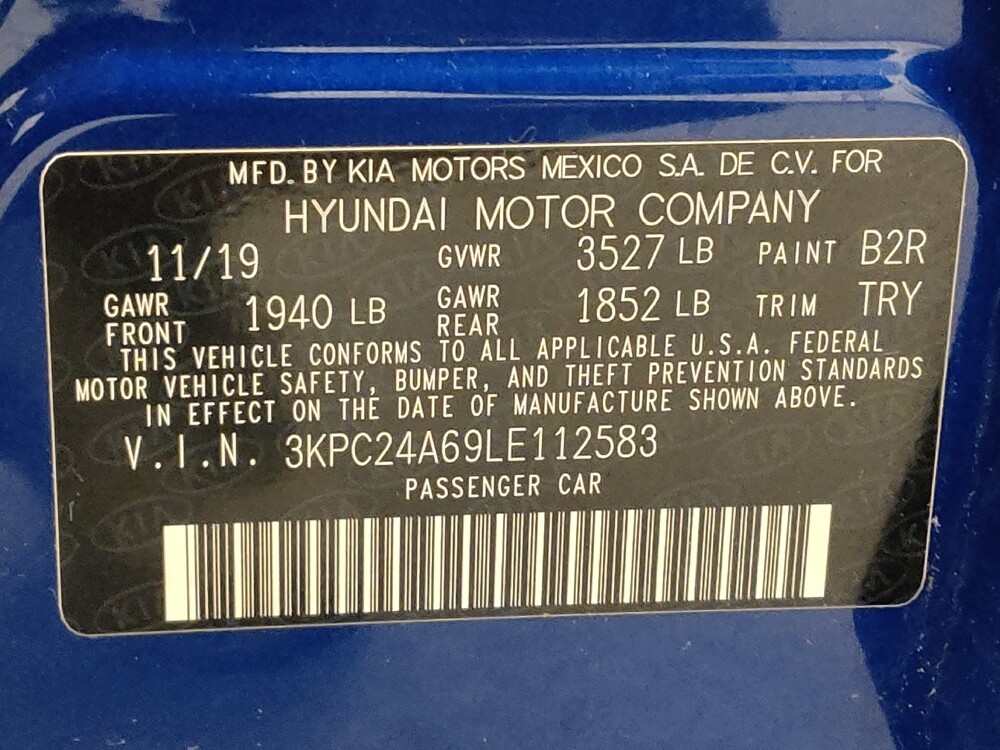 MFD. BY KIA MOTORS MEXICO S.A. DE C.V. FOR
HYUNDAI MOTOR COMPANY
11/19 GVWR 3527 LB PAINT B2R
GAWR FRONT 1940 LB GAWR REAR 1852 LB TRIM TRY
THIS VEHICLE CONFORMS TO ALL APPLICABLE U.S.A. FEDERAL
MOTOR VEHICLE SAFETY, BUMPER, AND THEFT PREVENTION STANDARDS
IN EFFECT ON THE DATE OF MANUFACTURE SHOWN ABOVE.
V.I.N. 3KPC24A69LE112583
PASSENGER CAR